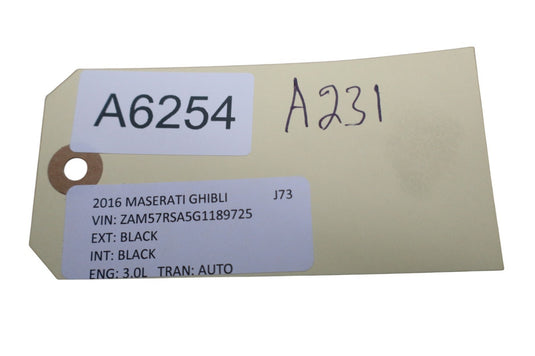 A6254
A231
2016 MASERATI GHIBLI J73
VIN: ZAM57RSA5G1189725
EXT: BLACK
INT: BLACK
ENG: 3.0L TRAN: AUTO